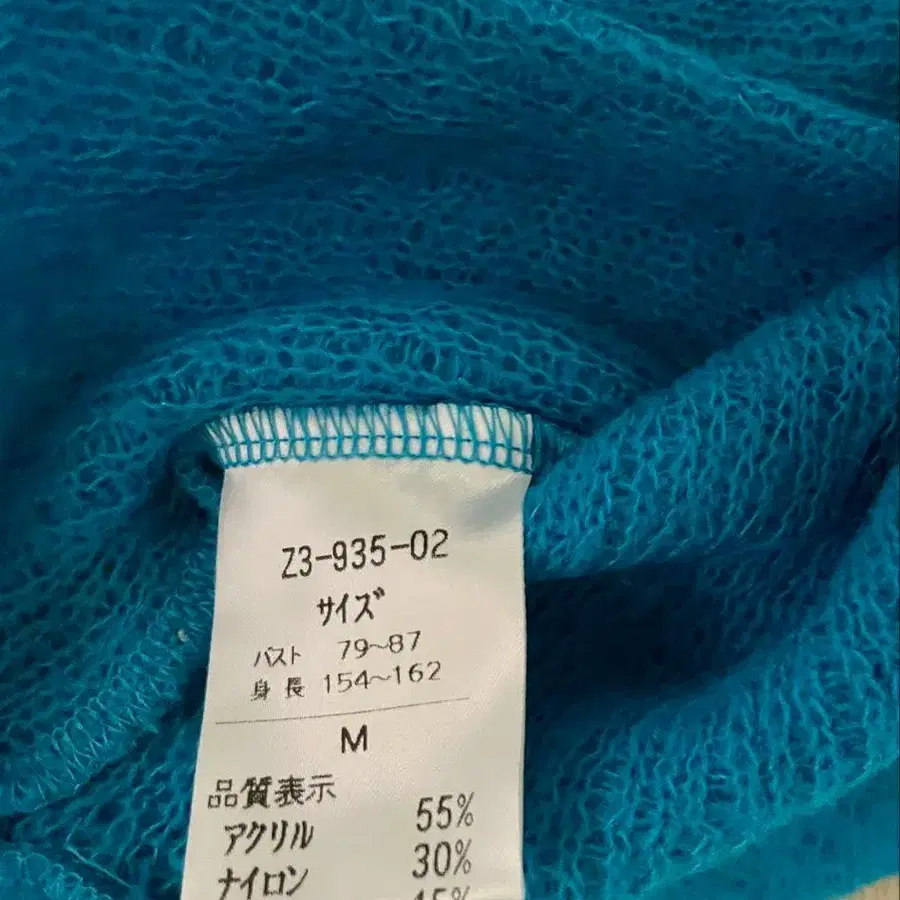 Z3-935-02
サイズ
バスト 79~87
身長 154~162
M
品質表示
アクリル 55%
ナイロン 30%
15%